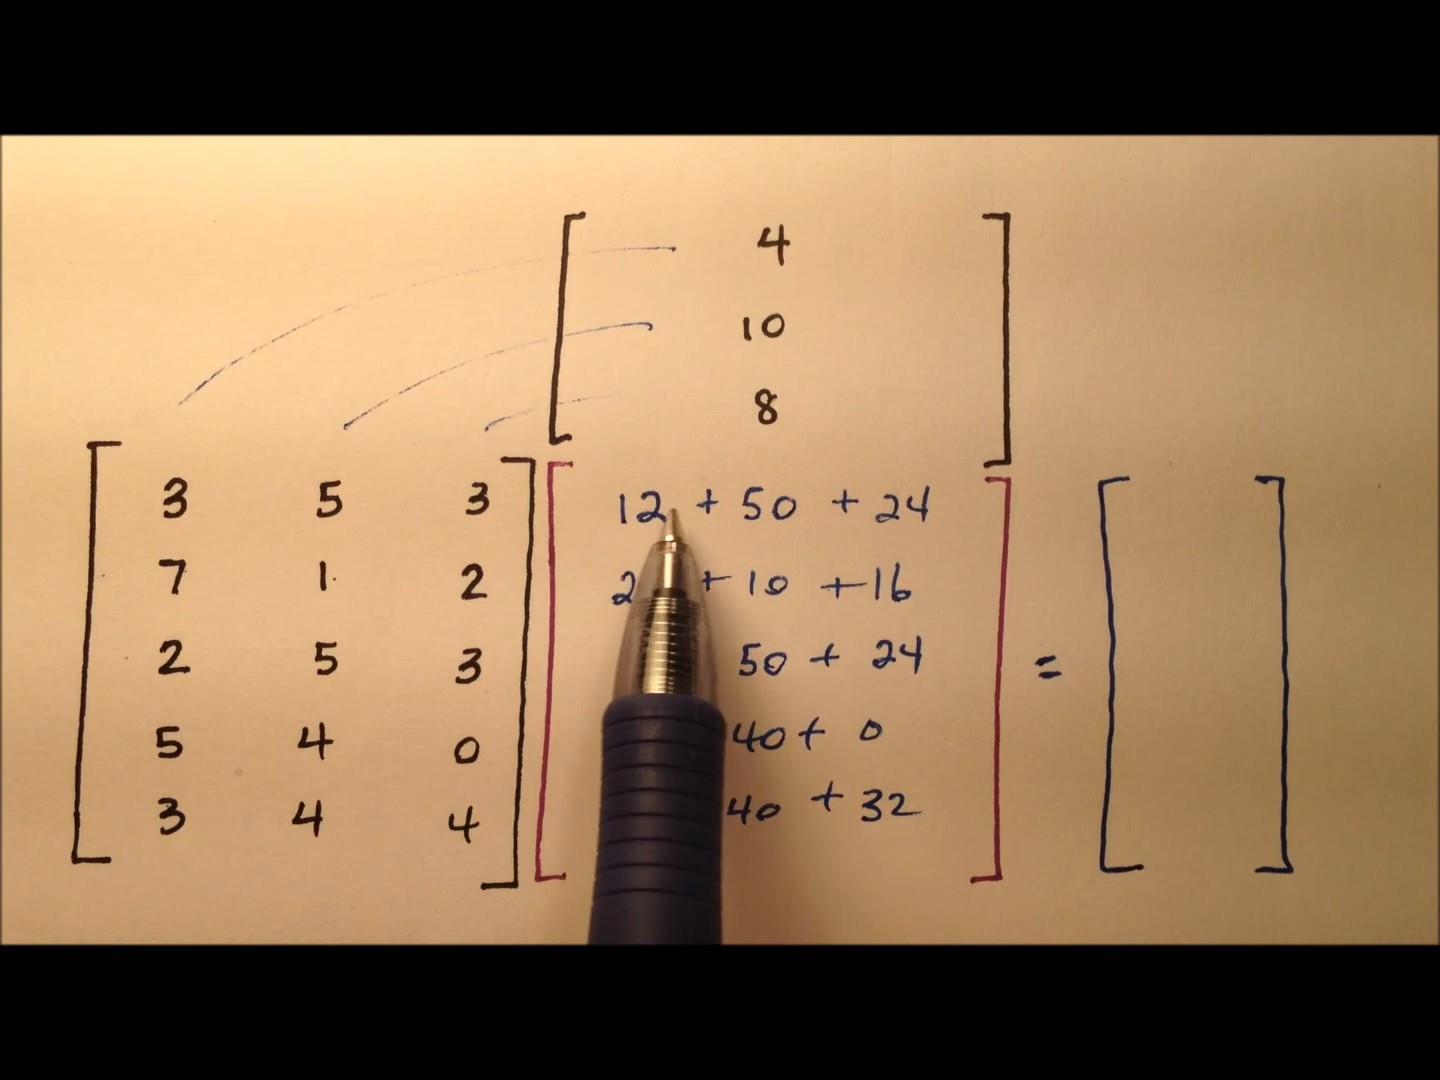 4
10
8
3 5 3 12 + 50 + 24
7 1 2 + 10 + 16
2 5 3 50 + 24 =
5 4 0 40 + 0
3 4 4 40 + 32